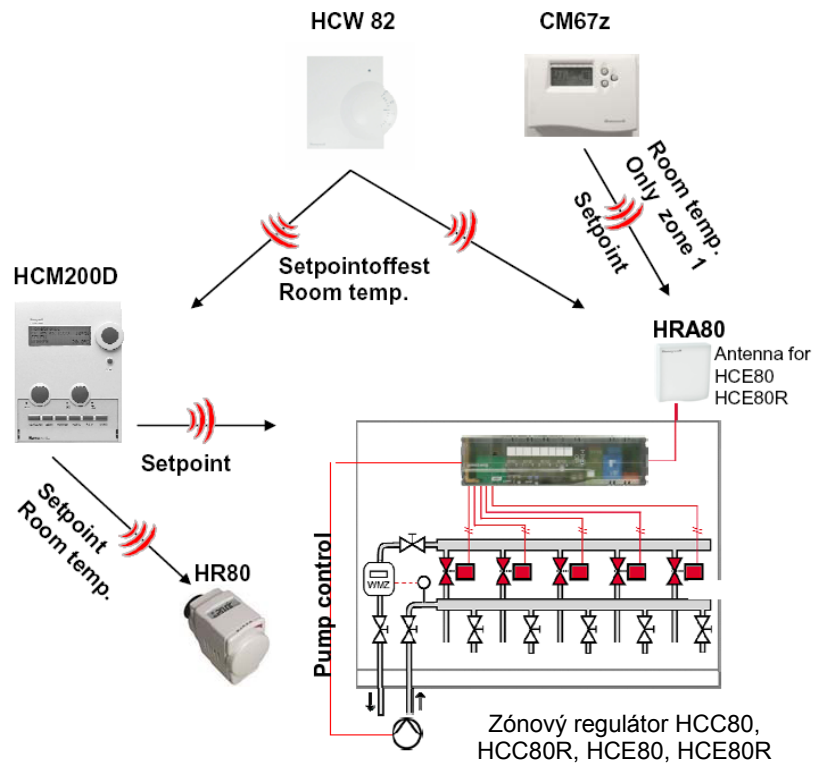 HCW 82
CM67z
Room temp.
Only zone 1
Setpoint
Setpointoffest
Room temp.
HCM200D
HRA80
Antenna for
HCE80
HCE80R
Setpoint
Setpoint
Room temp.
HR80
Pump control
WMZ
Zónový regulátor HCC80,
HCC80R, HCE80, HCE80R